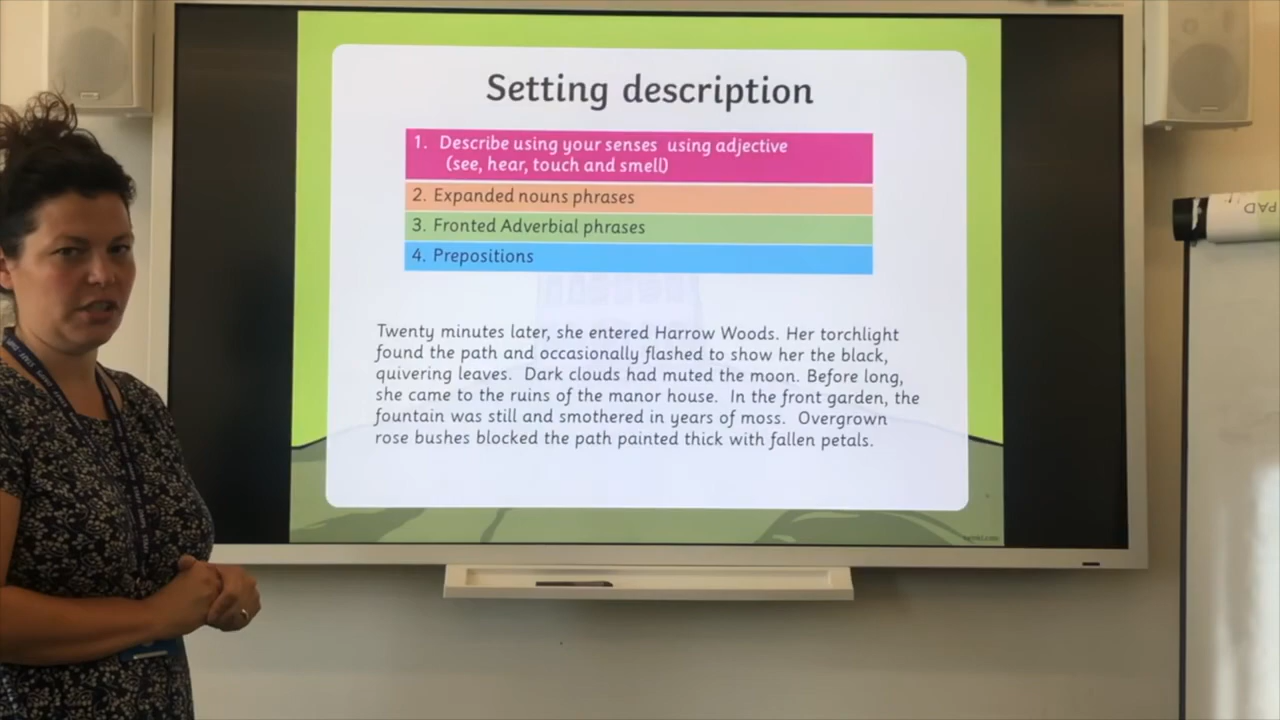 Setting description
1. Describe using your senses using adjective
(see, hear, touch and smell)
2. Expanded nouns phrases
3. Fronted Adverbial phrases
4. Prepositions
Twenty minutes later, she entered Harrow Woods. Her torchlight
found the path and occasionally flashed to show her the black,
quivering leaves. Dark clouds had muted the moon. Before long,
she came to the ruins of the manor house. In the front garden, the
fountain was still and smothered in years of moss. Overgrown
rose bushes blocked the path painted thick with fallen petals.
PAD